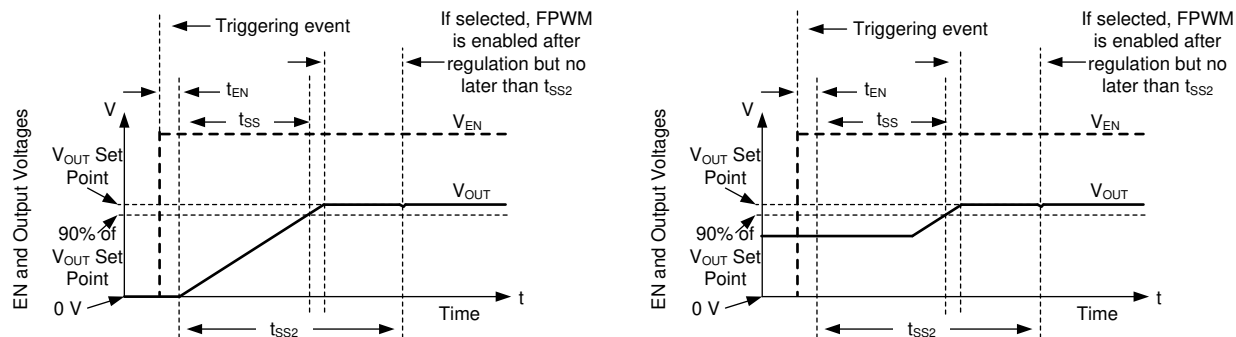 Triggering event
If selected, FPWM
is enabled after
regulation but no
later than tSS2
tEN
V
tSS
VEN
EN and Output Voltages
VOUT Set
Point
VOUT
90% of
VOUT Set
Point
0 V
t
Time
tSS2
Triggering event
If selected, FPWM
is enabled after
regulation but no
later than tSS2
tEN
V
tSS
VEN
EN and Output Voltages
VOUT Set
Point
VOUT
90% of
VOUT Set
Point
0 V
t
Time
tSS2